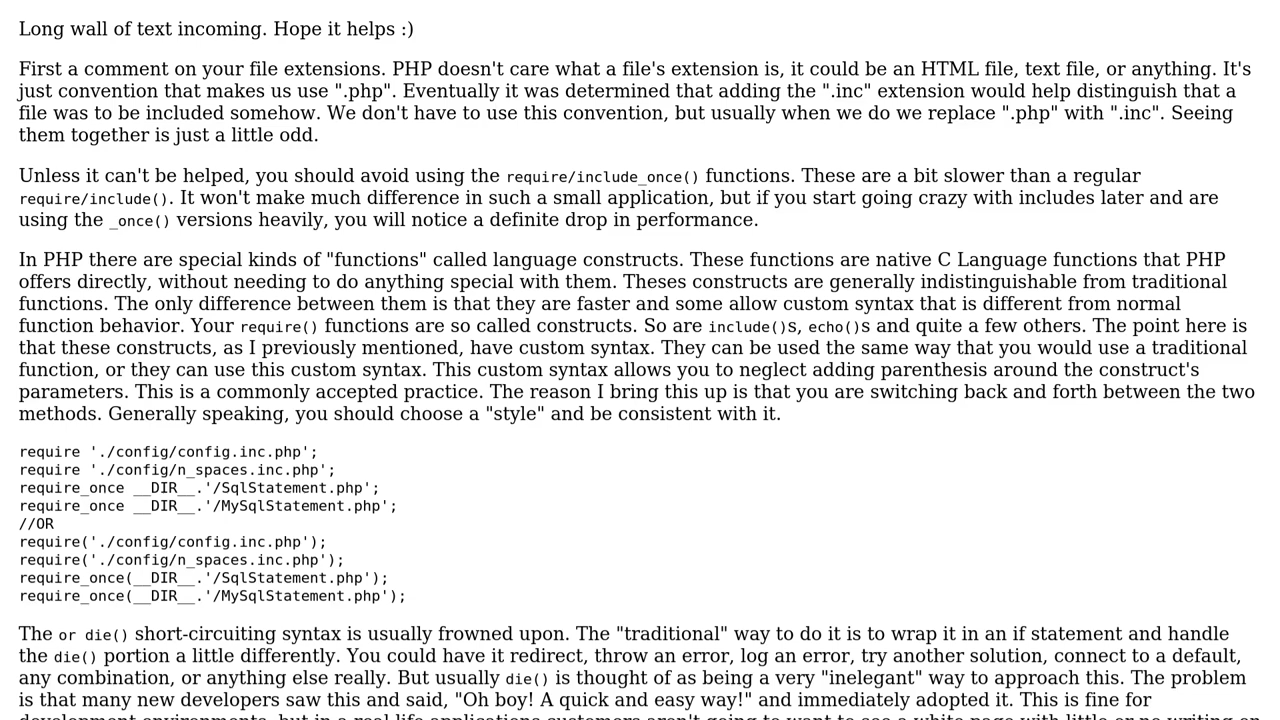 Long wall of text incoming. Hope it helps :)
First a comment on your file extensions. PHP doesn't care what a file's extension is, it could be an HTML file, text file, or anything. It's
just convention that makes us use ".php". Eventually it was determined that adding the ".inc" extension would help distinguish that a
file was to be included somehow. We don't have to use this convention, but usually when we do we replace ".php" with ".inc". Seeing
them together is just a little odd.
Unless it can't be helped, you should avoid using the require/include_once() functions. These are a bit slower than a regular
require/include(). It won't make much difference in such a small application, but if you start going crazy with includes later and are
using the _once() versions heavily, you will notice a definite drop in performance.
In PHP there are special kinds of "functions" called language constructs. These functions are native C Language functions that PHP
offers directly, without needing to do anything special with them. Theses constructs are generally indistinguishable from traditional
functions. The only difference between them is that they are faster and some allow custom syntax that is different from normal
function behavior. Your require() functions are so called constructs. So are include()s, echo()s and quite a few others. The point here is
that these constructs, as I previously mentioned, have custom syntax. They can be used the same way that you would use a traditional
function, or they can use this custom syntax. This custom syntax allows you to neglect adding parenthesis around the construct's
parameters. This is a commonly accepted practice. The reason I bring this up is that you are switching back and forth between the two
methods. Generally speaking, you should choose a "style" and be consistent with it.
require './config/config.inc.php';
require './config/n_spaces.inc.php';
require_once __DIR__.'/SqlStatement.php';
require_once __DIR__.'/MySqlStatement.php';
//OR
require('./config/config.inc.php');
require('./config/n_spaces.inc.php');
require_once(__DIR__.'/SqlStatement.php');
require_once(__DIR__.'/MySqlStatement.php');
The or die() short-circuiting syntax is usually frowned upon. The "traditional" way to do it is to wrap it in an if statement and handle
the die() portion a little differently. You could have it redirect, throw an error, log an error, try another solution, connect to a default,
any combination, or anything else really. But usually die() is thought of as being a very "inelegant" way to approach this. The problem
is that many new developers saw this and said, "Oh boy! A quick and easy way!" and immediately adopted it. This is fine for
development environments, but in a real life applications customers aren't going to want to see a white page with little or no writing on